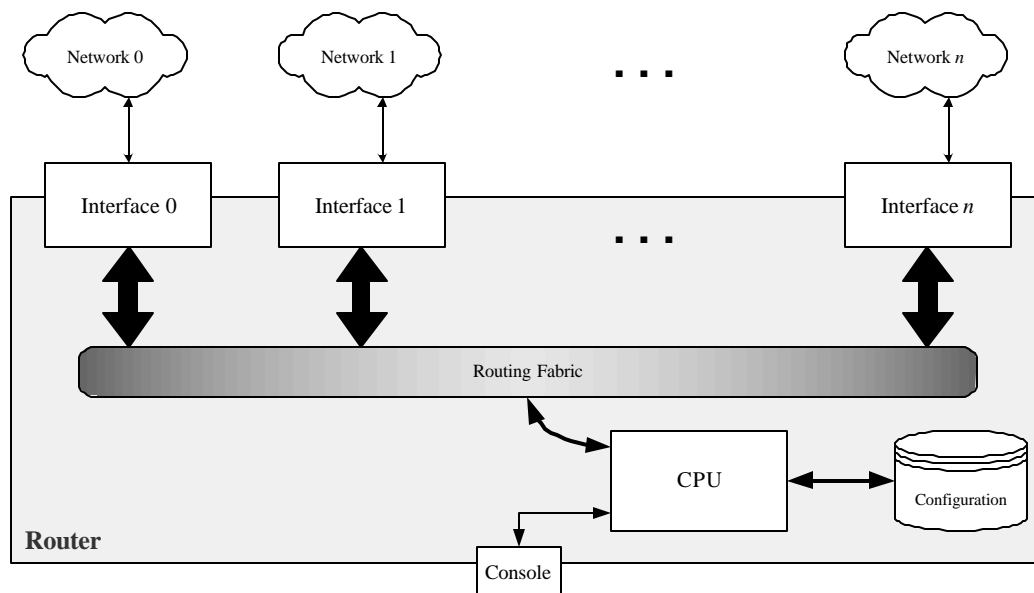 Network 0
Network 1
. . .
Network n
Interface 0
Interface 1
. . .
Interface n
Routing Fabric
CPU
Configuration
Router
Console